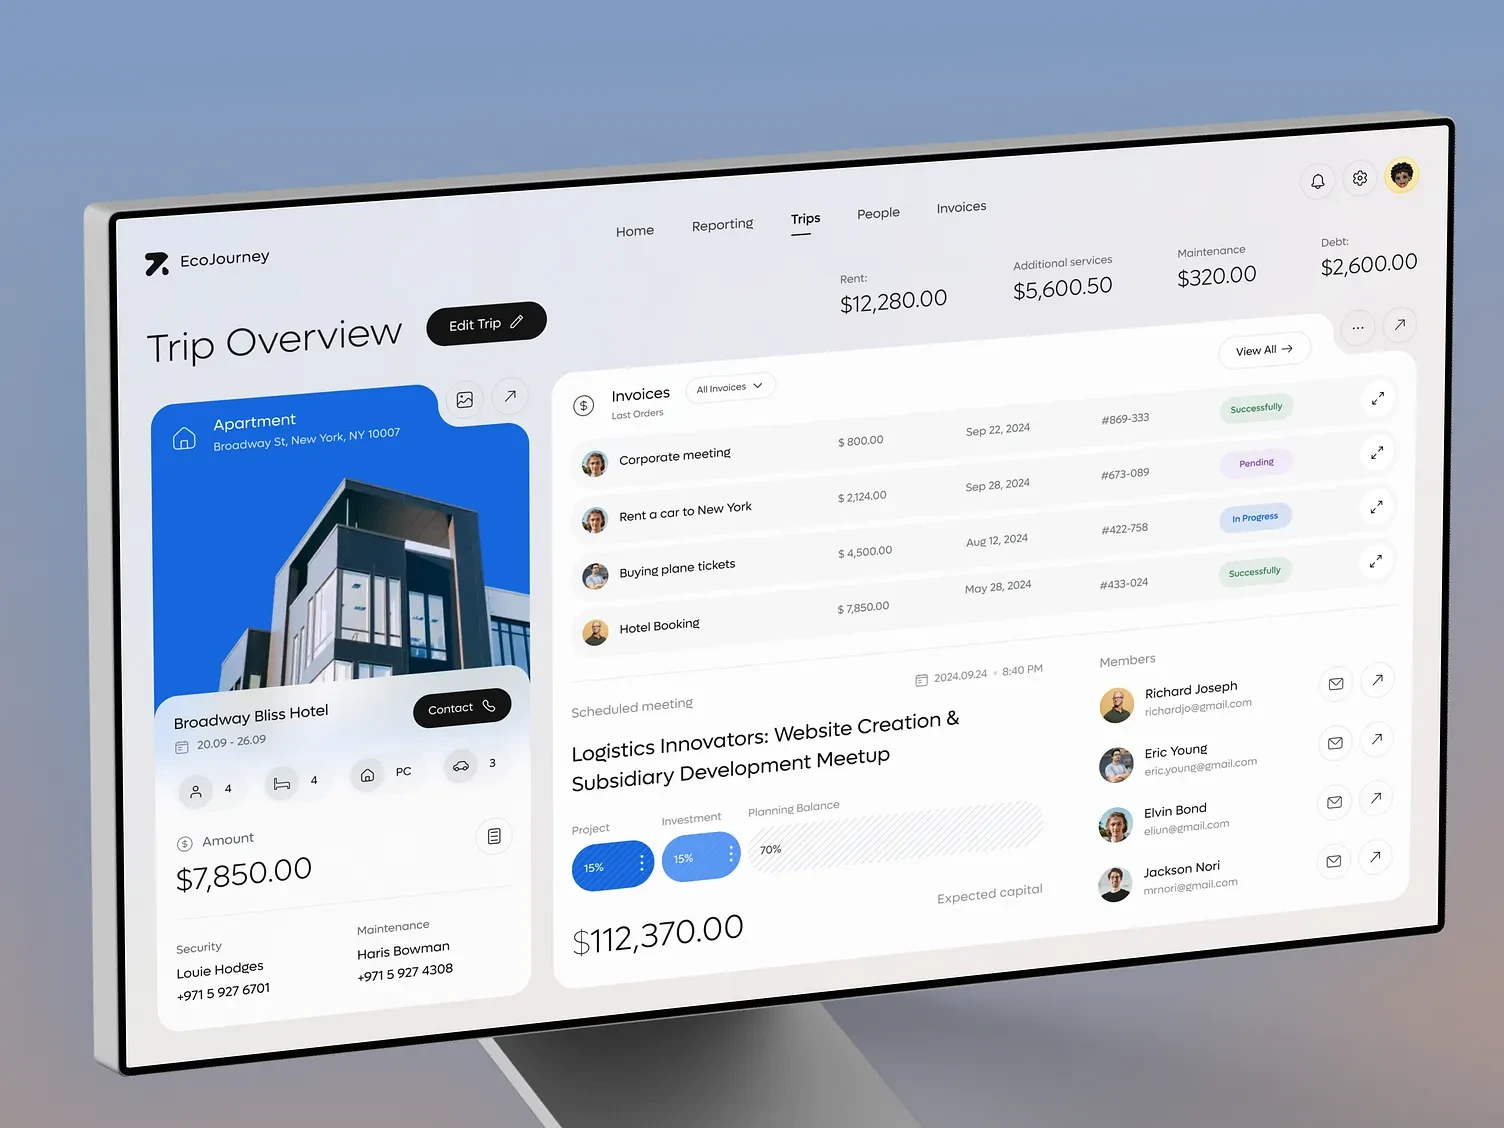 EcoJourney
Home
Reporting
Trips
People
Invoices
Trip Overview
Edit Trip
Rent:
$12,280.00
Additional services
$5,600.50
Maintenance
$320.00
Debt:
$2,600.00
Apartment
Broadway St, New York, NY 10007
Broadway Bliss Hotel
20.09 - 26.09
Contact
4
4
PC
3
Amount
$7,850.00
Security
Louie Hodges
+971 5 927 6701
Maintenance
Haris Bowman
+971 5 927 4308
Invoices
Last Orders
All Invoices
View All
Corporate meeting $ 800.00 Sep 22, 2024 #869-333 Successfully
Rent a car to New York $ 2,124.00 Sep 28, 2024 #673-089 Pending
Buying plane tickets $ 4,500.00 Aug 12, 2024 #422-758 In Progress
Hotel Booking $ 7,850.00 May 28, 2024 #433-024 Successfully
Scheduled meeting
2024.09.24 • 8:40 PM
Logistics Innovators: Website Creation &
Subsidiary Development Meetup
Project
15%
Investment
15%
Planning Balance
70%
$112,370.00
Expected capital
Members
Richard Joseph
richardjo@gmail.com
Eric Young
eric.young@gmail.com
Elvin Bond
eliun@gmail.com
Jackson Nori
mrnori@gmail.com